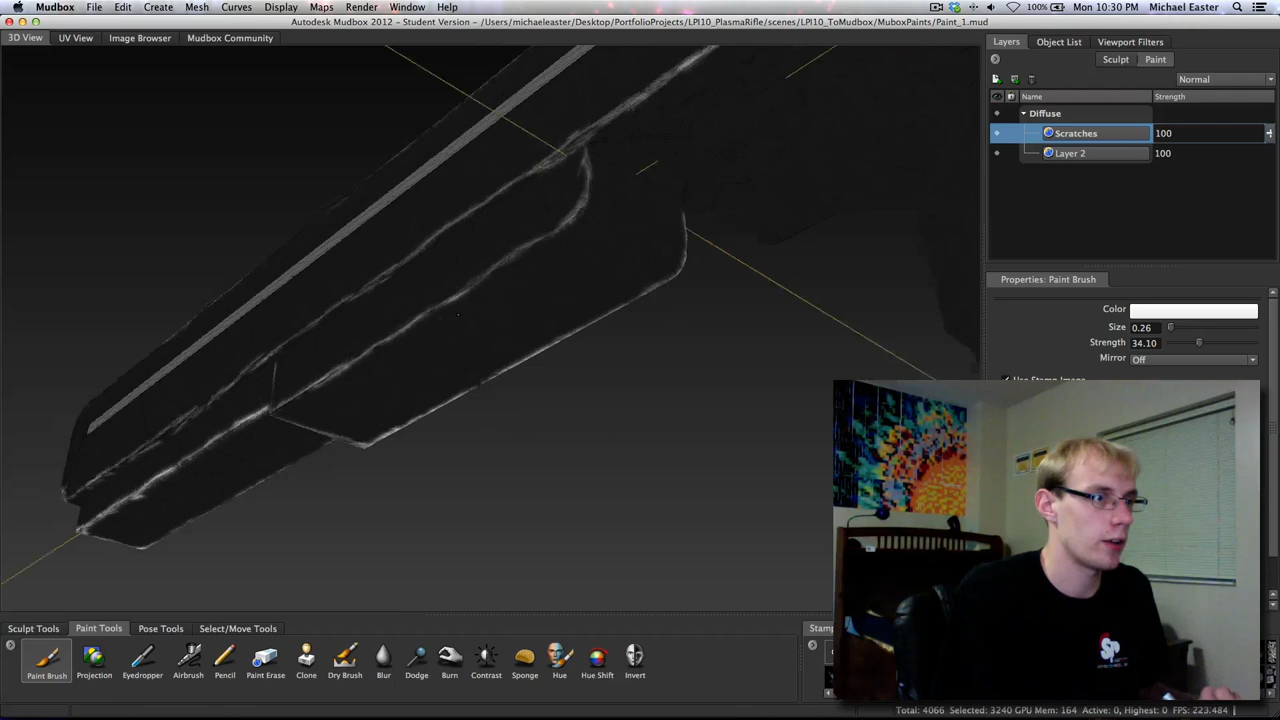 Mudbox File Edit Create Mesh Curves Display Maps Render Window Help 100% Mon 10:30 PM Michael Easter
Autodesk Mudbox 2012 - Student Version - /Users/michaeleaster/Desktop/PortfolioProjects/LPI10_PlasmaRifle/scenes/LPI10_ToMudbox/MuboxPaints/Paint_1.mud
3D View UV View Image Browser Mudbox Community
Layers Object List Viewport Filters
Sculpt Paint
Normal
Name Strength
Diffuse
Scratches 100
Layer 2 100
Properties: Paint Brush
Color
Size 0.26
Strength 34.10
Mirror Off
Use Stamp Image
Sculpt Tools Paint Tools Pose Tools Select/Move Tools
Paint Brush Projection Eyedropper Airbrush Pencil Paint Erase Clone Dry Brush Blur Dodge Burn Contrast Sponge Hue Hue Shift Invert
SP
Total: 4066 Selected: 3240 GPU Mem: 164 Active: 0, Highest: 0 FPS: 223.484